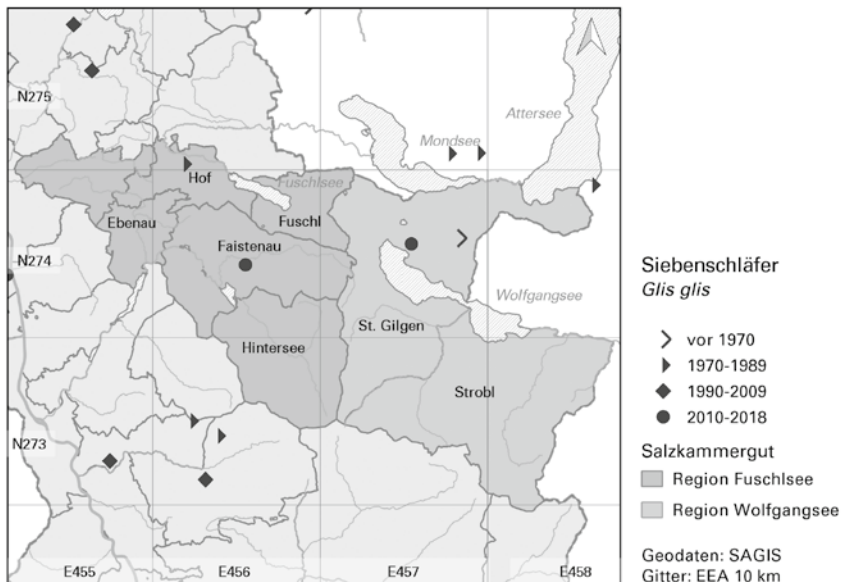 N275
Attersee
Mondsee
Hof
Fuschlsee
Fuschl
Ebenau
Faistenau
N274
Wolfgangsee
St. Gilgen
Hintersee
Strobl
N273
E455
E456
E457
E458
Siebenschläfer
Glis glis
vor 1970
1970-1989
1990-2009
2010-2018
Salzkammergut
Region Fuschlsee
Region Wolfgangsee
Geodaten: SAGIS
Gitter: EEA 10 km